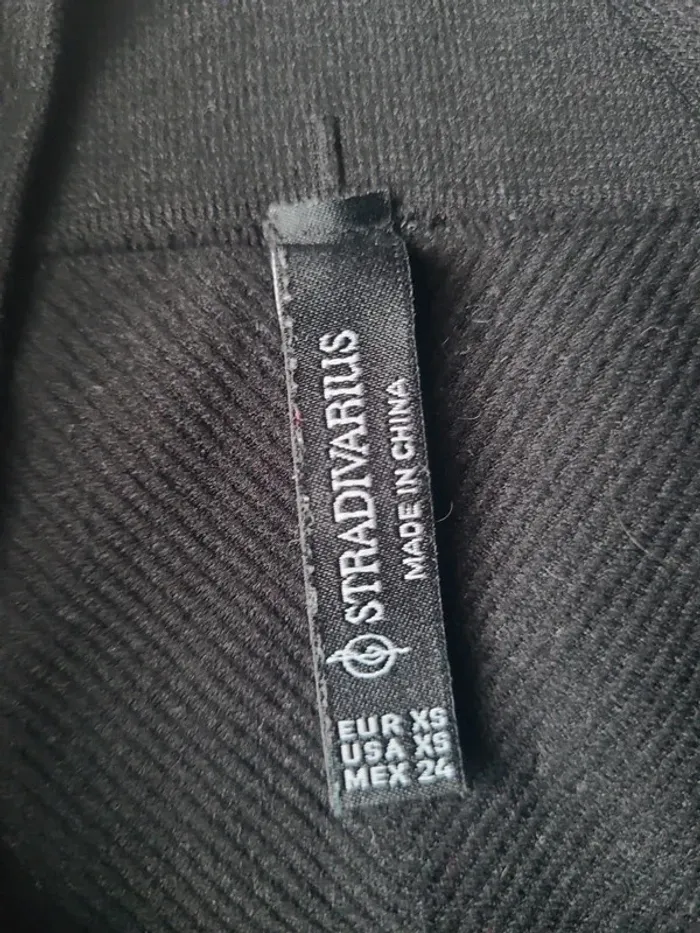 STRADIVARIUS
MADE IN CHINA
EUR XS
USA XS
MEX 24